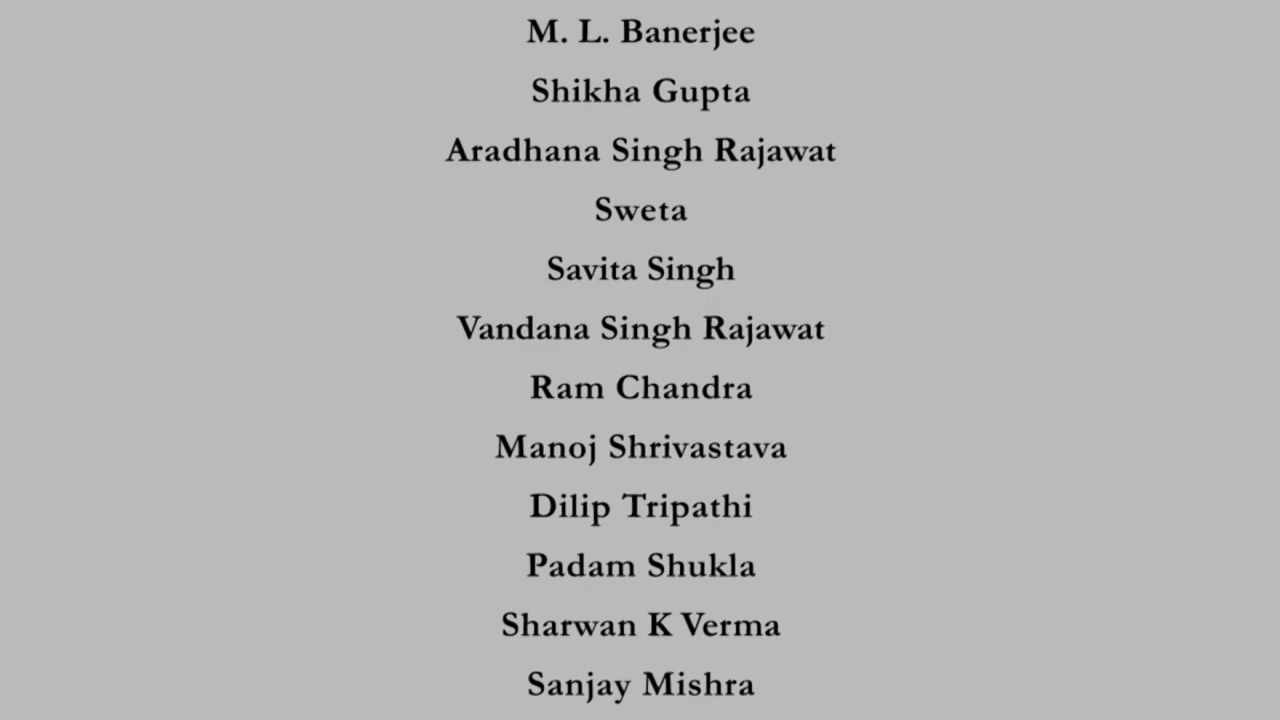 M. L. Banerjee
Shikha Gupta
Aradhana Singh Rajawat
Sweta
Savita Singh
Vandana Singh Rajawat
Ram Chandra
Manoj Shrivastava
Dilip Tripathi
Padam Shukla
Sharwan K Verma
Sanjay Mishra